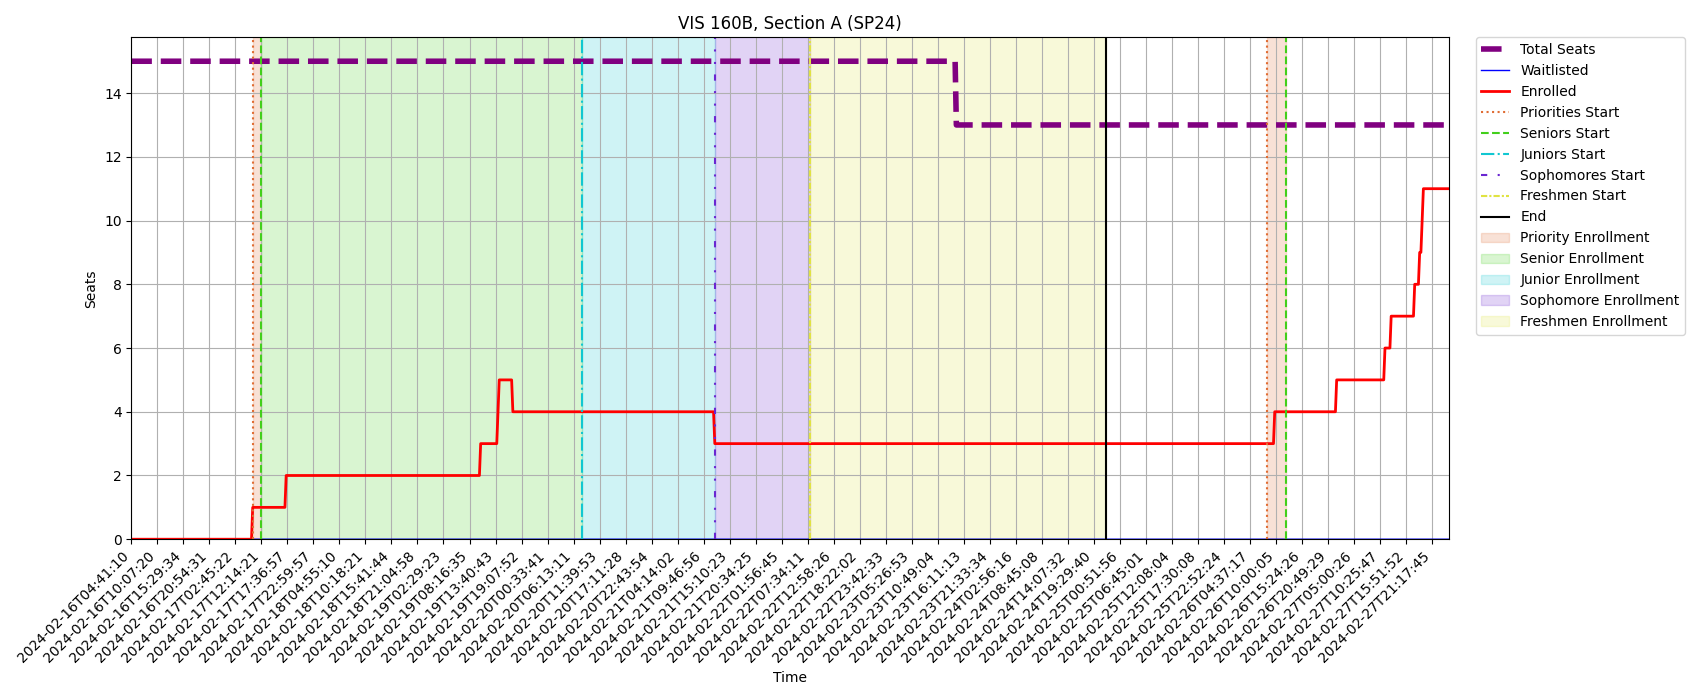 VIS 160B, Section A (SP24)
Seats
14
12
10
8
6
4
2
0
2024-02-16T04:41:10
2024-02-16T10:07:20
2024-02-16T15:29:34
2024-02-16T20:54:31
2024-02-17T02:45:22
2024-02-17T12:14:21
2024-02-17T17:36:57
2024-02-17T22:59:57
2024-02-18T04:55:10
2024-02-18T10:18:21
2024-02-18T15:41:44
2024-02-18T21:04:58
2024-02-19T02:29:23
2024-02-19T08:16:35
2024-02-19T13:40:43
2024-02-19T19:07:52
2024-02-20T00:33:41
2024-02-20T06:13:11
2024-02-20T11:39:53
2024-02-20T17:11:28
2024-02-20T22:43:54
2024-02-21T04:14:02
2024-02-21T09:46:56
2024-02-21T15:10:23
2024-02-21T20:34:25
2024-02-22T01:56:45
2024-02-22T07:34:11
2024-02-22T12:58:26
2024-02-22T18:22:02
2024-02-22T23:42:33
2024-02-23T05:26:53
2024-02-23T10:49:04
2024-02-23T16:11:13
2024-02-23T21:33:34
2024-02-24T02:56:16
2024-02-24T08:45:08
2024-02-24T14:07:32
2024-02-24T19:29:40
2024-02-25T00:51:56
2024-02-25T06:45:01
2024-02-25T12:08:04
2024-02-25T17:30:08
2024-02-25T22:52:24
2024-02-26T04:37:17
2024-02-26T10:00:05
2024-02-26T15:24:26
2024-02-26T20:49:29
2024-02-27T05:00:26
2024-02-27T10:25:47
2024-02-27T15:51:52
2024-02-27T21:17:45
Time
Total Seats
Waitlisted
Enrolled
Priorities Start
Seniors Start
Juniors Start
Sophomores Start
Freshmen Start
End
Priority Enrollment
Senior Enrollment
Junior Enrollment
Sophomore Enrollment
Freshmen Enrollment